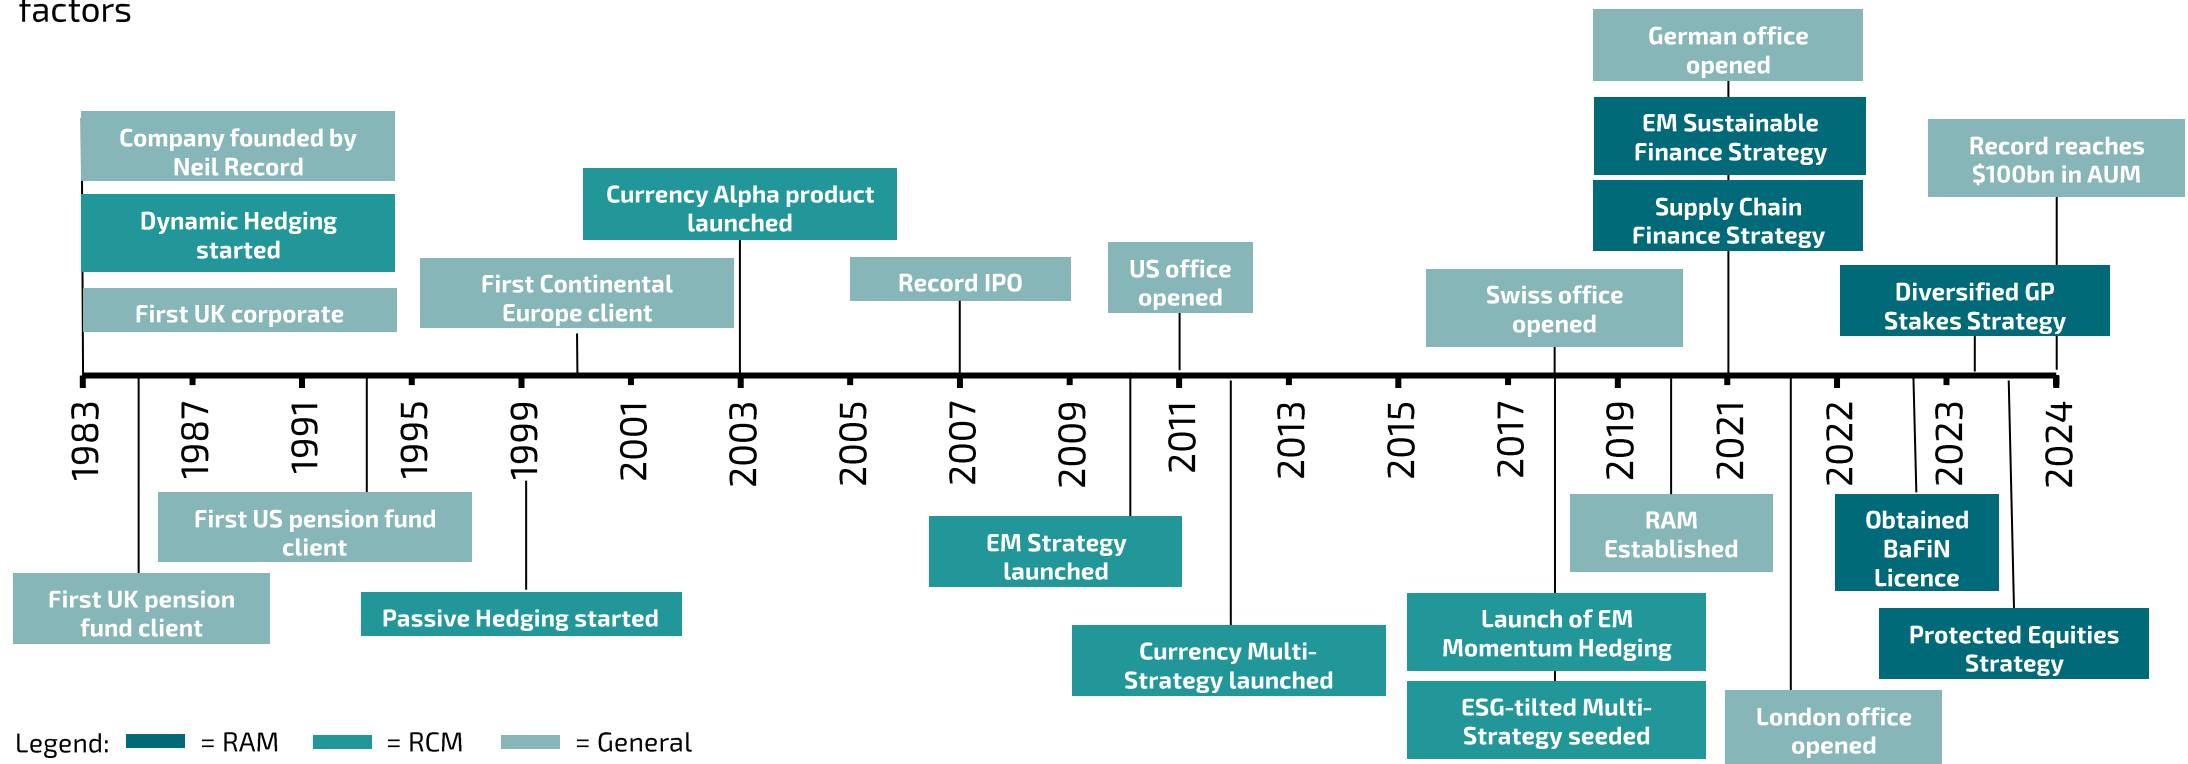 factors
German office
opened
EM Sustainable
Finance Strategy
Supply Chain
Finance Strategy
Company founded by
Neil Record
Dynamic Hedging
started
First UK corporate
First Continental
Europe client
Currency Alpha product
launched
Record IPO
US office
opened
Swiss office
opened
Record reaches
$100bn in AUM
Diversified GP
Stakes Strategy
1983
1987
1991
1995
1999
2001
2003
2005
2007
2009
2011
2013
2015
2017
2019
2021
2022
2023
2024
First US pension fund
client
First UK pension
fund client
Passive Hedging started
EM Strategy
launched
Currency Multi-
Strategy launched
RAM
Established
Launch of EM
Momentum Hedging
ESG-tilted Multi-
Strategy seeded
Obtained
BaFiN
Licence
Protected Equities
Strategy
London office
opened
Legend: = RAM = RCM = General